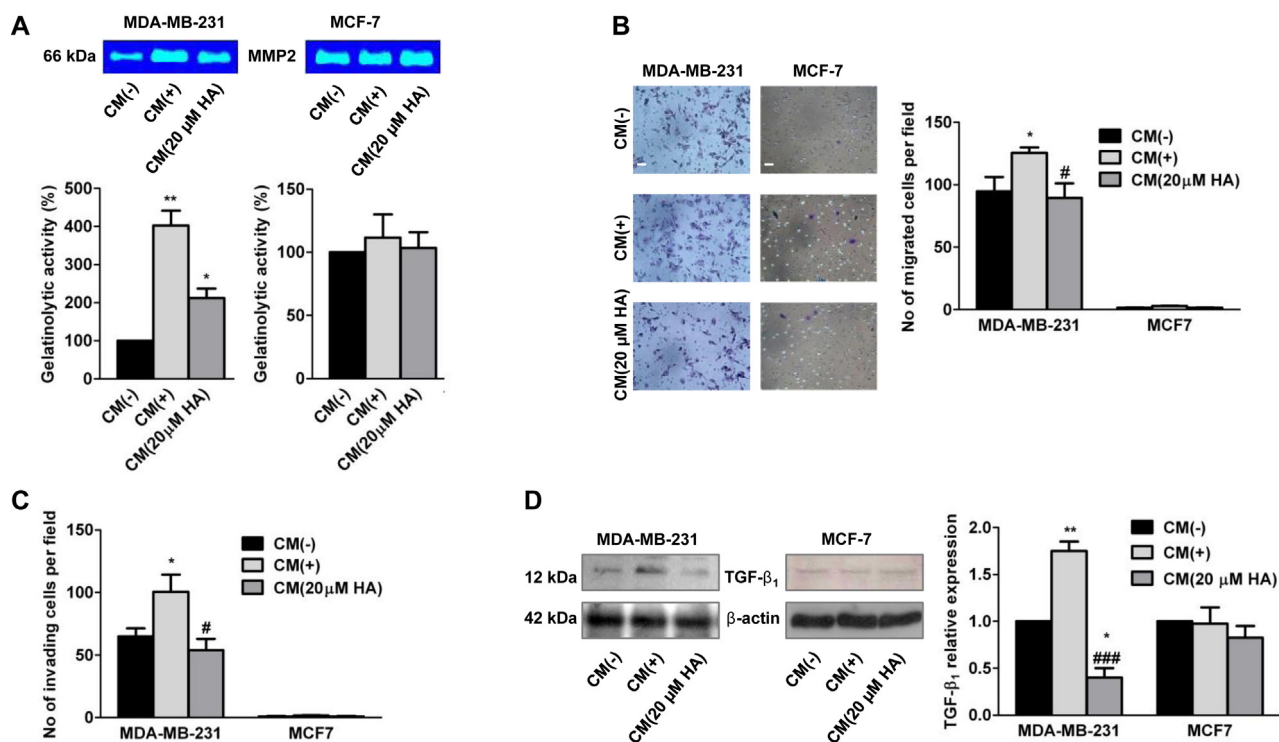 A
MDA-MB-231 MCF-7
66 kDa MMP2
CM(-) CM(+) CM(20 µM HA) CM(-) CM(+) CM(20 µM HA)
Gelatinolytic activity (%)
500
400
300
200
100
0
CM(-) CM(+) CM(20µM HA)
** *
Gelatinolytic activity (%)
150
100
50
0
CM(-) CM(+) CM(20µM HA)
B
MDA-MB-231 MCF-7
CM(-)
CM(+)
CM(20 µM HA)
No of migrated cells per field
150
100
50
0
* #
CM(-)
CM(+)
CM(20µM HA)
MDA-MB-231 MCF7
C
No of invading cells per field
150
100
50
0
* #
CM(-)
CM(+)
CM(20µM HA)
MDA-MB-231 MCF7
D
MDA-MB-231 MCF-7
12 kDa TGF-β₁
42 kDa β-actin
CM(-) CM(+) CM(20 µM HA) CM(-) CM(+) CM(20 µM HA)
TGF-β₁ relative expression
2.0
1.5
1.0
0.5
0.0
**
*
###
CM(-)
CM(+)
CM(20 µM HA)
MDA-MB-231 MCF7